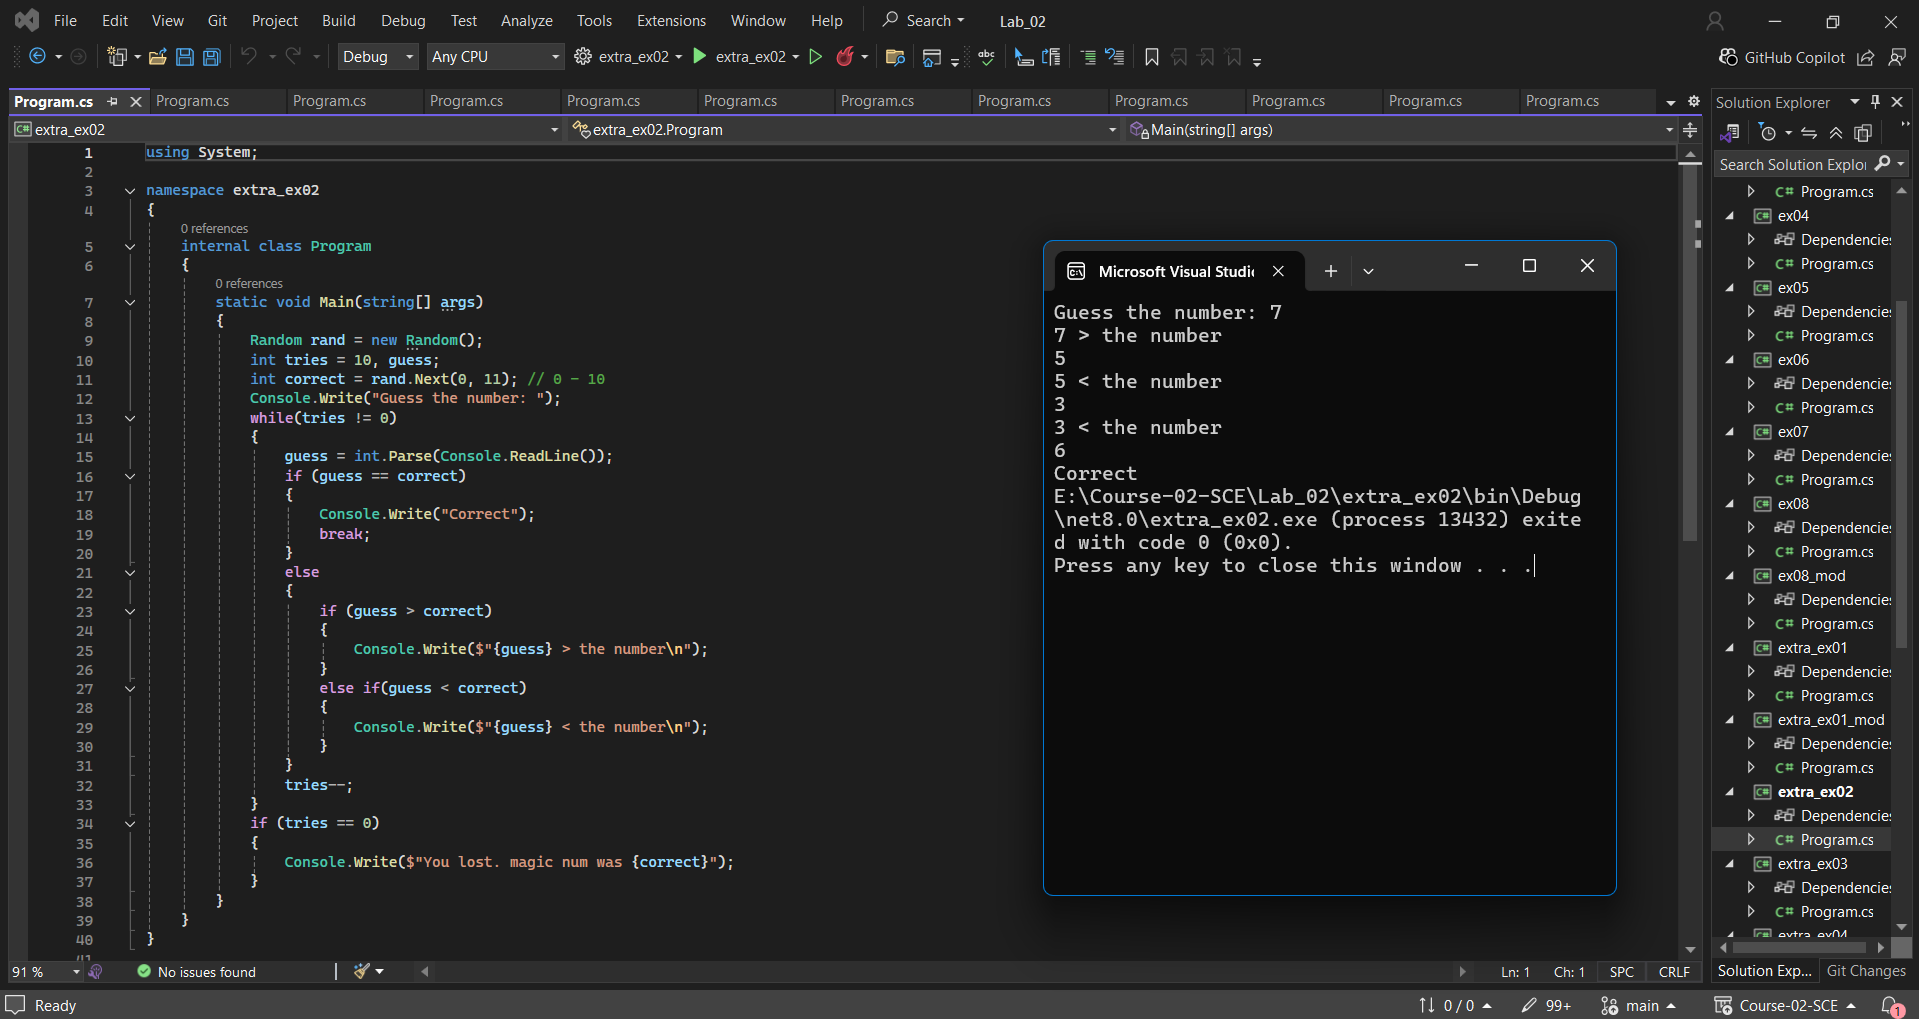 File Edit View Git Project Build Debug Test Analyze Tools Extensions Window Help Search Lab_02
Debug Any CPU extra_ex02 extra_ex02 GitHub Copilot
Program.cs Program.cs Program.cs Program.cs Program.cs Program.cs Program.cs Program.cs Program.cs Program.cs Program.cs Program.cs
extra_ex02 extra_ex02.Program Main(string[] args)
1 using System;
2
3 namespace extra_ex02
4 {
0 references
5 internal class Program
6 {
0 references
7 static void Main(string[] args)
8 {
9 Random rand = new Random();
10 int tries = 10, guess;
11 int correct = rand.Next(0, 11); // 0 - 10
12 Console.Write("Guess the number: ");
13 while(tries != 0)
14 {
15 guess = int.Parse(Console.ReadLine());
16 if (guess == correct)
17 {
18 Console.Write("Correct");
19 break;
20 }
21 else
22 {
23 if (guess > correct)
24 {
25 Console.Write($"{guess} > the number\n");
26 }
27 else if(guess < correct)
28 {
29 Console.Write($"{guess} < the number\n");
30 }
31 }
32 tries--;
33 }
34 if (tries == 0)
35 {
36 Console.Write($"You lost. magic num was {correct}");
37 }
38 }
39 }
40 }
41
Microsoft Visual Studi
Guess the number: 7
7 > the number
5
5 < the number
3
3 < the number
6
Correct
E:\Course-02-SCE\Lab_02\extra_ex02\bin\Debug
\net8.0\extra_ex02.exe (process 13432) exite
d with code 0 (0x0).
Press any key to close this window . . .
Solution Explorer
Search Solution Explor
C# Program.cs
C# ex04
Dependencies
C# Program.cs
C# ex05
Dependencies
C# Program.cs
C# ex06
Dependencies
C# Program.cs
C# ex07
Dependencies
C# Program.cs
C# ex08
Dependencies
C# Program.cs
C# ex08_mod
Dependencies
C# Program.cs
C# extra_ex01
Dependencies
C# Program.cs
C# extra_ex01_mod
Dependencies
C# Program.cs
C# extra_ex02
Dependencies
C# Program.cs
C# extra_ex03
Dependencies
C# Program.cs
extra_ex04
91 % No issues found Ln: 1 Ch: 1 SPC CRLF
Solution Exp... Git Changes
Ready 0 / 0 99+ main Course-02-SCE 1